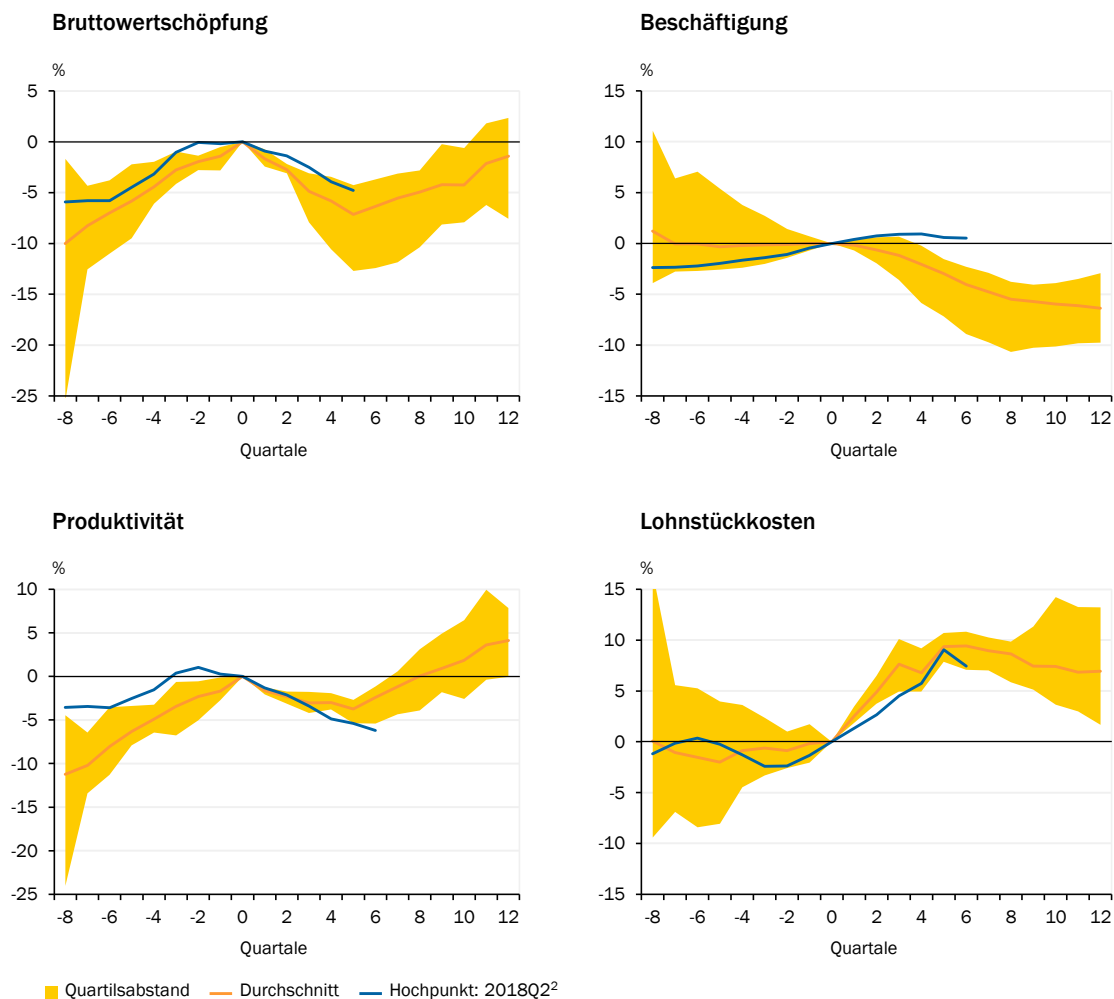 Bruttowertschöpfung
%
5
0
-5
-10
-15
-20
-25
-8 -6 -4 -2 0 2 4 6 8 10 12
Quartale
Beschäftigung
%
15
10
5
0
-5
-10
-15
-8 -6 -4 -2 0 2 4 6 8 10 12
Quartale
Produktivität
%
10
5
0
-5
-10
-15
-20
-25
-8 -6 -4 -2 0 2 4 6 8 10 12
Quartale
Lohnstückkosten
%
15
10
5
0
-5
-10
-15
-8 -6 -4 -2 0 2 4 6 8 10 12
Quartale
Quartilsabstand Durchschnitt Hochpunkt: 2018Q2²